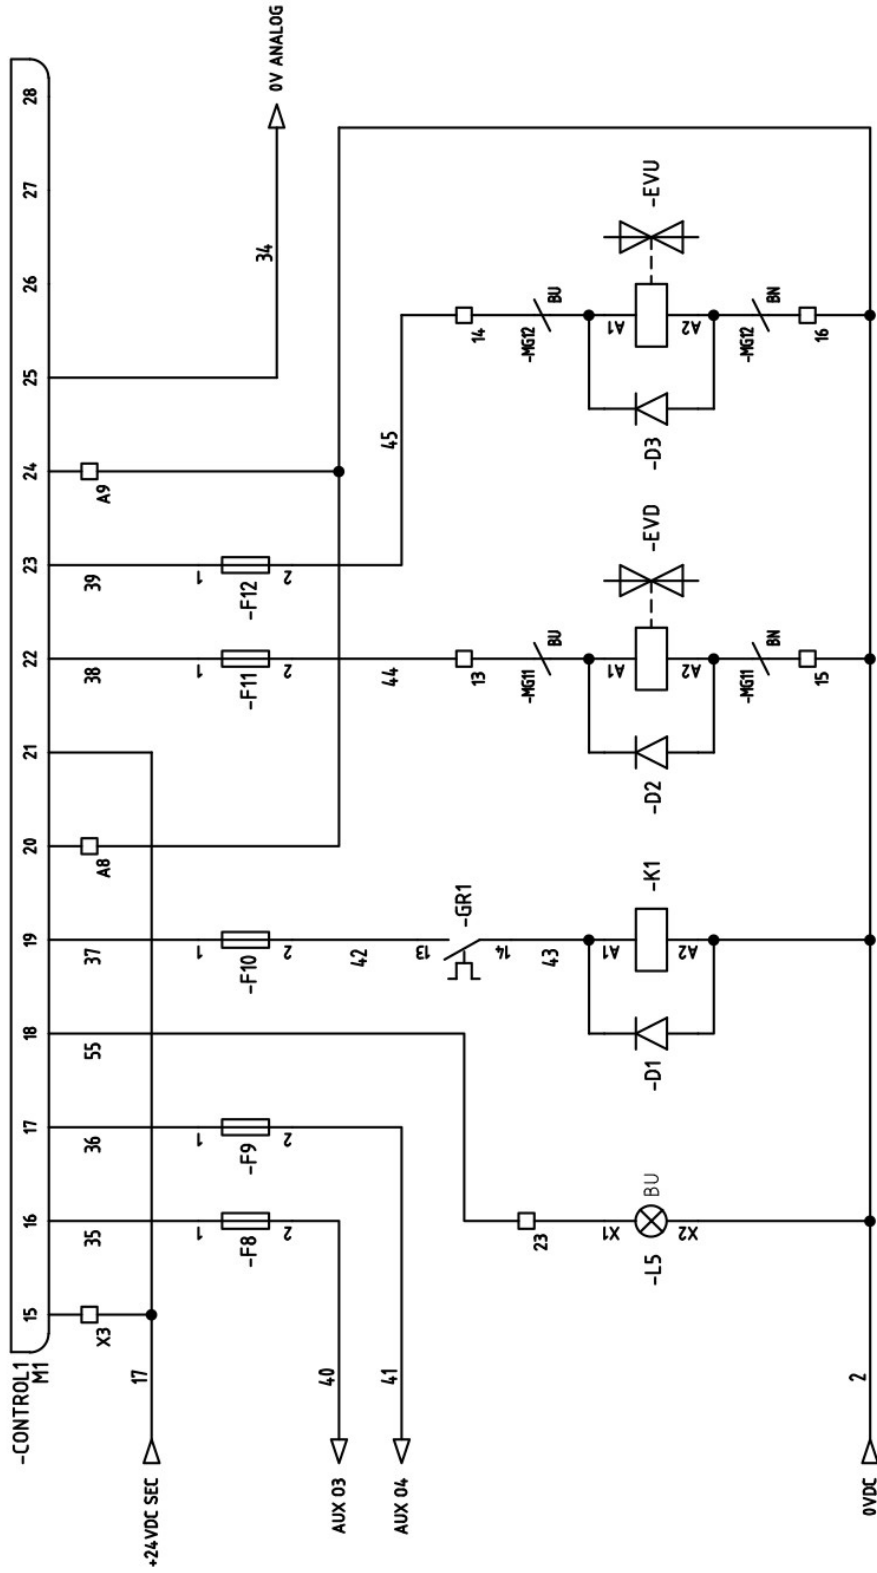 -CONTROL1
M1
15
16
17
18
19
20
21
22
23
24
25
26
27
28
X3
35
36
55
37
A8
38
39
A9
34
0V ANALOG
+24VDC SEC
17
1
-F8
2
1
-F9
2
1
-F10
2
1
-F11
2
1
-F12
2
AUX 03
40
AUX 04
41
42
44
45
13
-GR1
14
43
13
14
23
-MG11
BU
-MG12
BU
X1
-L5
BU
X2
-D1
A1
A2
-K1
-D2
A1
A2
-EVD
-D3
A1
A2
-EVU
-MG11
BN
-MG12
BN
15
16
0VDC
2